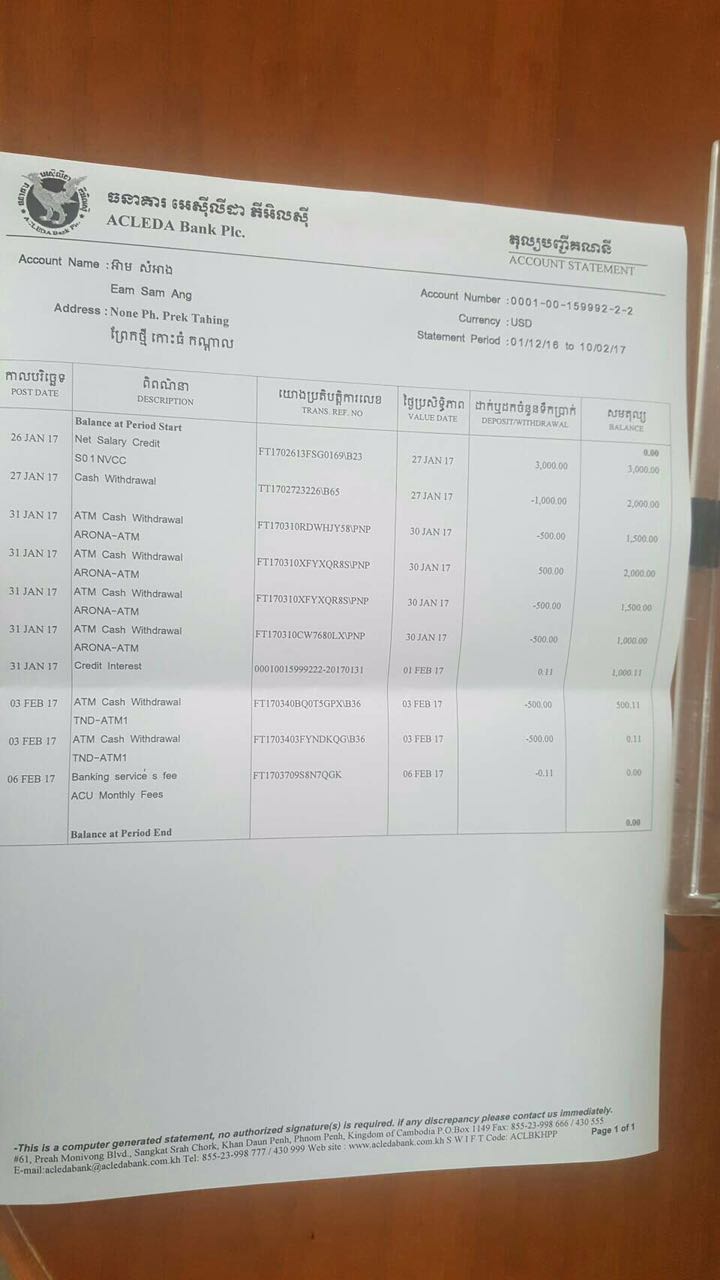 ធនាគារ អេស៊ីលីដា ភីអិលស៊ី
ACLEDA Bank Plc.
តុល្យបញ្ជីគណនី
ACCOUNT STATEMENT
Account Name : អ៊ាម សំអាង
Eam Sam Ang
Address : None Ph. Prek Tahing
ព្រែកថ្មី កោះធំ កណ្តាល
Account Number : 0001-00-159992-2-2
Currency : USD
Statement Period : 01/12/16 to 10/02/17
កាលបរិច្ឆេទ ពិពណ៌នា យោងប្រតិបត្តិការលេខ ថ្ងៃប្រសិទ្ធិភាព ដាក់ឬដកចំនួនទឹកប្រាក់ សមតុល្យ
POST DATE DESCRIPTION TRANS. REF. NO VALUE DATE DEPOSIT/WITHDRAWAL BALANCE
Balance at Period Start 0.00
26 JAN 17 Net Salary Credit FT1702613FSG0169\B23 27 JAN 17 3,000.00 3,000.00
S01NVCC
27 JAN 17 Cash Withdrawal TT1702723226\B65 27 JAN 17 -1,000.00 2,000.00
31 JAN 17 ATM Cash Withdrawal FT170310RDWHJY58\PNP 30 JAN 17 -500.00 1,500.00
ARONA-ATM
31 JAN 17 ATM Cash Withdrawal FT170310XFYXQR8S\PNP 30 JAN 17 500.00 2,000.00
ARONA-ATM
31 JAN 17 ATM Cash Withdrawal FT170310XFYXQR8S\PNP 30 JAN 17 -500.00 1,500.00
ARONA-ATM
31 JAN 17 ATM Cash Withdrawal FT170310CW7680LX\PNP 30 JAN 17 -500.00 1,000.00
ARONA-ATM
31 JAN 17 Credit Interest 00010015999222-20170131 01 FEB 17 0.11 1,000.11
03 FEB 17 ATM Cash Withdrawal FT170340BQ0T5GPX\B36 03 FEB 17 -500.00 500.11
TND-ATM1
03 FEB 17 ATM Cash Withdrawal FT1703403FYNDKQG\B36 03 FEB 17 -500.00 0.11
TND-ATM1
06 FEB 17 Banking service's fee FT1703709S8N7QGK 06 FEB 17 -0.11 0.00
ACU Monthly Fees
Balance at Period End 0.00
-This is a computer generated statement, no authorized signature(s) is required. if any discrepancy please contact us immediately.
#61, Preah Monivong Blvd., Sangkat Srah Chork, Khan Daun Penh, Phnom Penh, Kingdom of Cambodia P.O.Box 1149 Fax: 855-23-998 666 / 430 555
E-mail:acledabank@acledabank.com.kh Tel: 855-23-998 777 / 430 999 Web site : www.acledabank.com.kh S W I F T Code: ACLBKHPP
Page 1 of 1